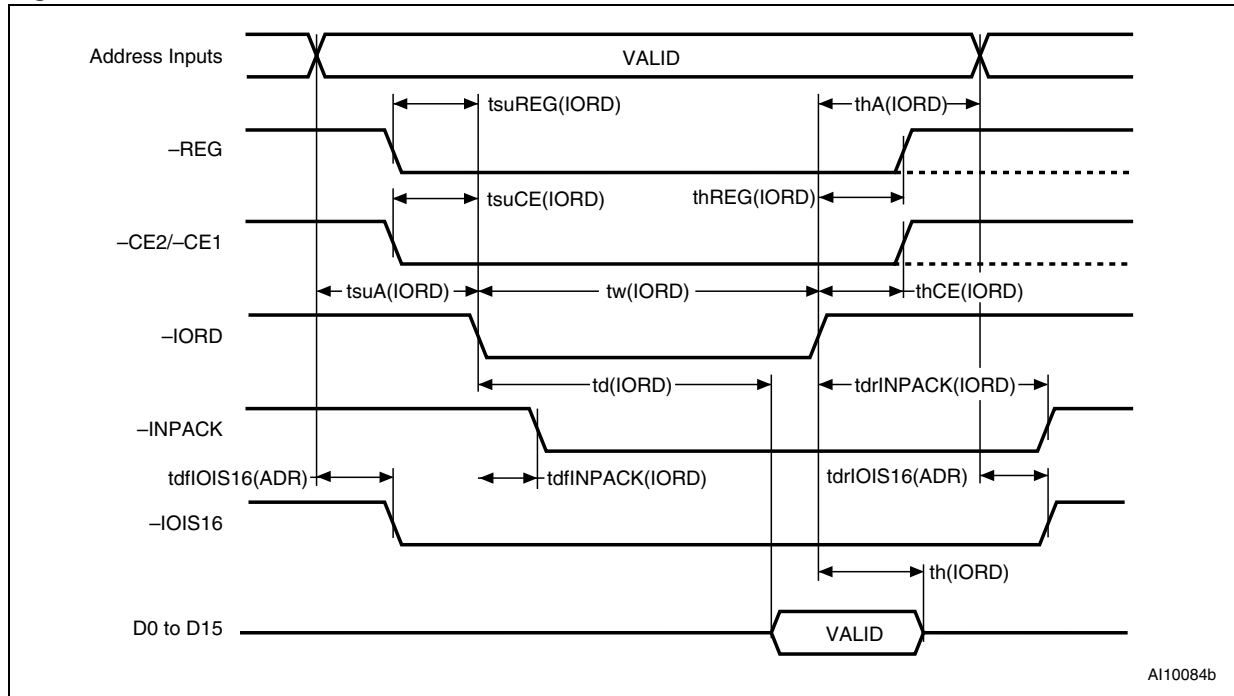 Address Inputs
VALID
tsuREG(IORD)
thA(IORD)
–REG
tsuCE(IORD)
thREG(IORD)
–CE2/–CE1
tsuA(IORD)
tw(IORD)
thCE(IORD)
–IORD
td(IORD)
tdrINPACK(IORD)
–INPACK
tdfIOIS16(ADR)
tdfINPACK(IORD)
tdrIOIS16(ADR)
–IOIS16
th(IORD)
D0 to D15
VALID
AI10084b